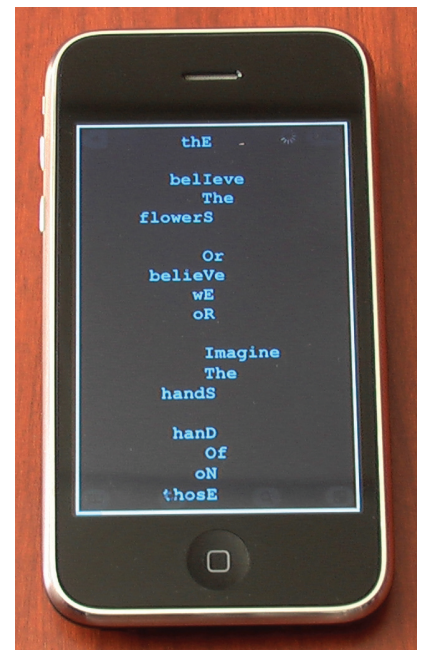 thE
belIeve
The
flowerS
Or
believe
wE
oR
Imagine
The
handS
hanD
Of
oN
thosE